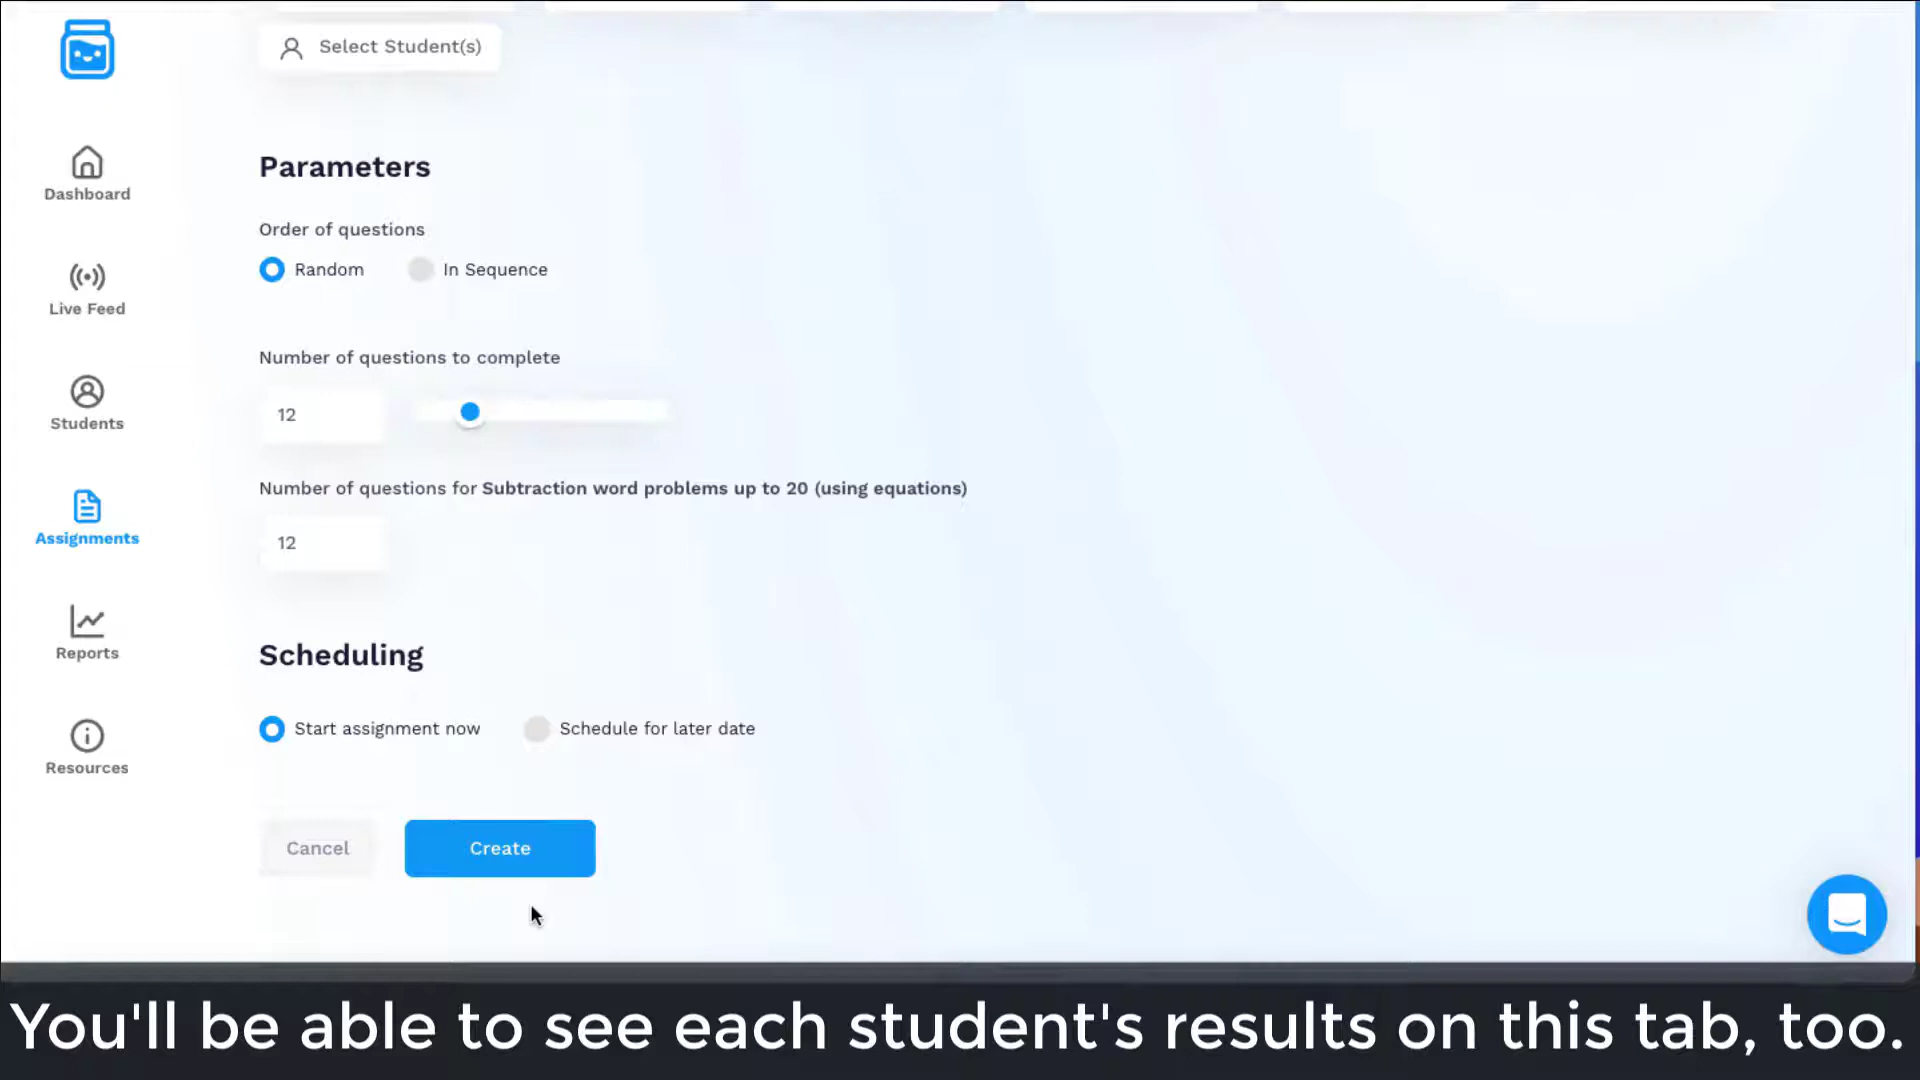 Select Student(s)
Dashboard
Live Feed
Students
Assignments
Reports
Resources
Parameters
Order of questions
Random
In Sequence
Number of questions to complete
12
Number of questions for Subtraction word problems up to 20 (using equations)
12
Scheduling
Start assignment now
Schedule for later date
Cancel
Create
You'll be able to see each student's results on this tab, too.